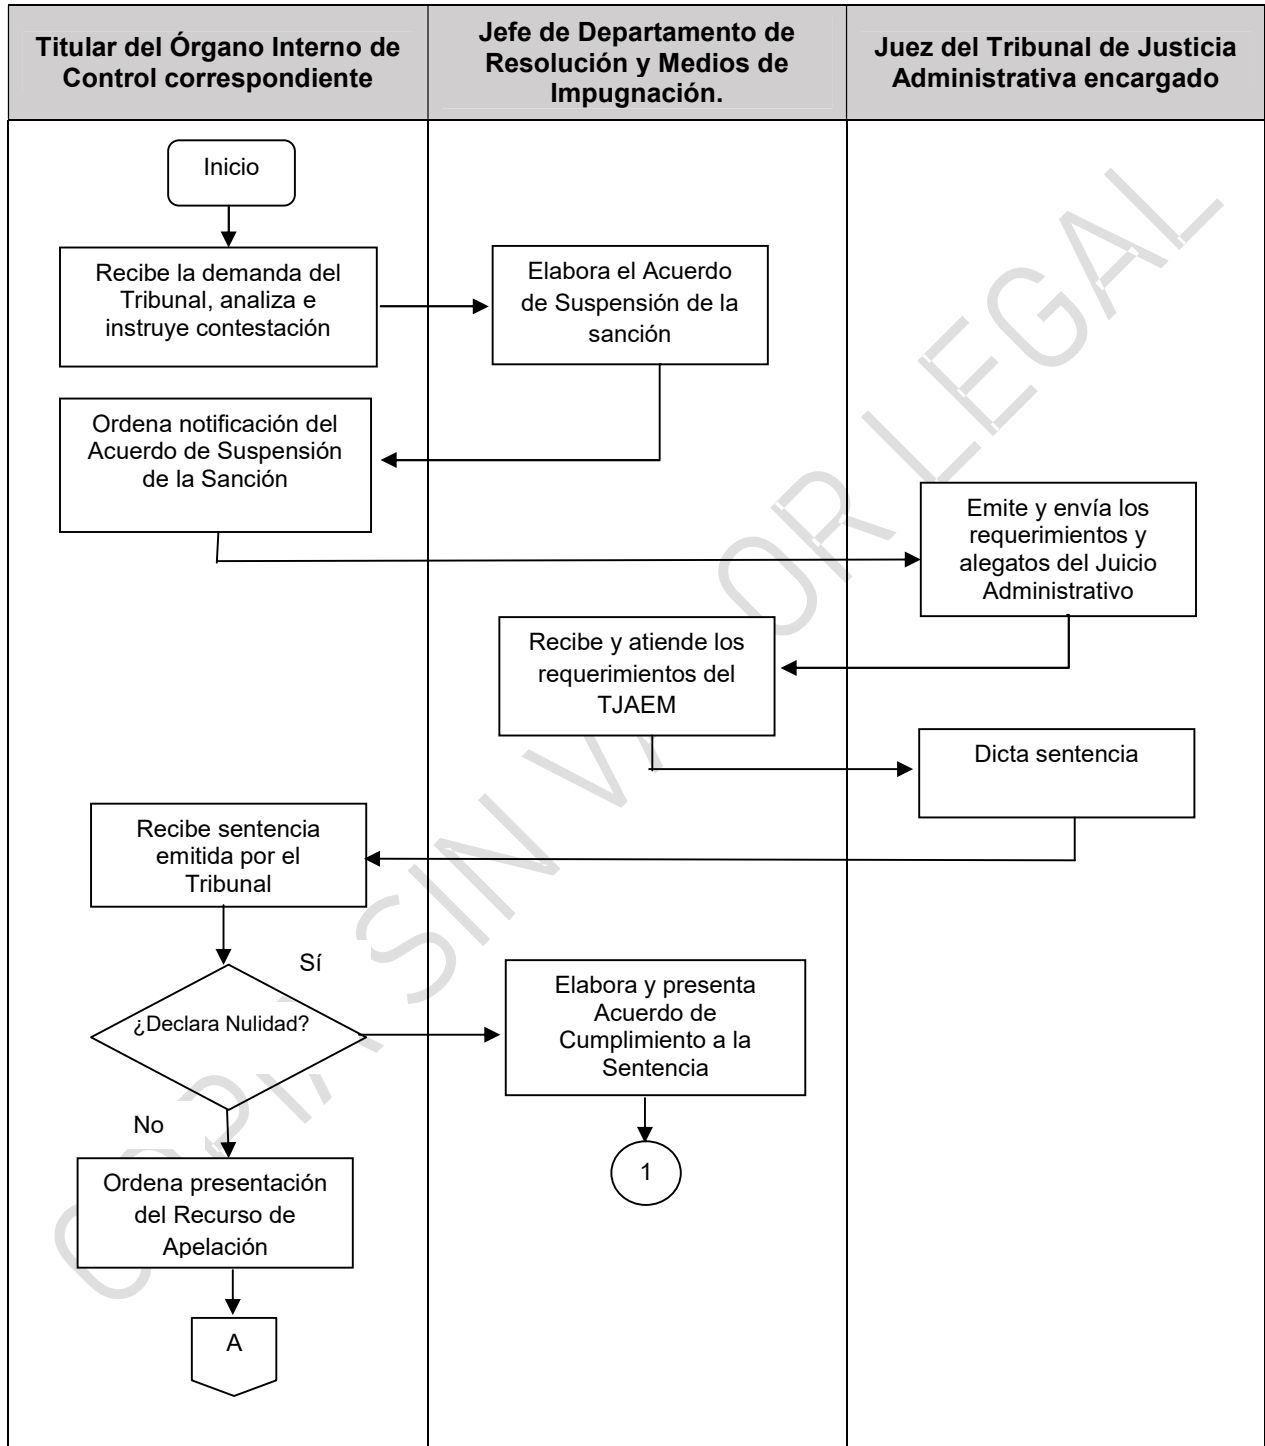 Titular del Órgano Interno de
Control correspondiente
Jefe de Departamento de
Resolución y Medios de
Impugnación.
Juez del Tribunal de Justicia
Administrativa encargado
Inicio
Recibe la demanda del
Tribunal, analiza e
instruye contestación
Elabora el Acuerdo
de Suspensión de la
sanción
Ordena notificación del
Acuerdo de Suspensión
de la Sanción
Emite y envía los
requerimientos y
alegatos del Juicio
Administrativo
Recibe y atiende los
requerimientos del
TJAEM
Dicta sentencia
Recibe sentencia
emitida por el
Tribunal
Sí
¿Declara Nulidad?
Elabora y presenta
Acuerdo de
Cumplimiento a la
Sentencia
No
1
Ordena presentación
del Recurso de
Apelación
A
COPIA SIN VALOR LEGAL